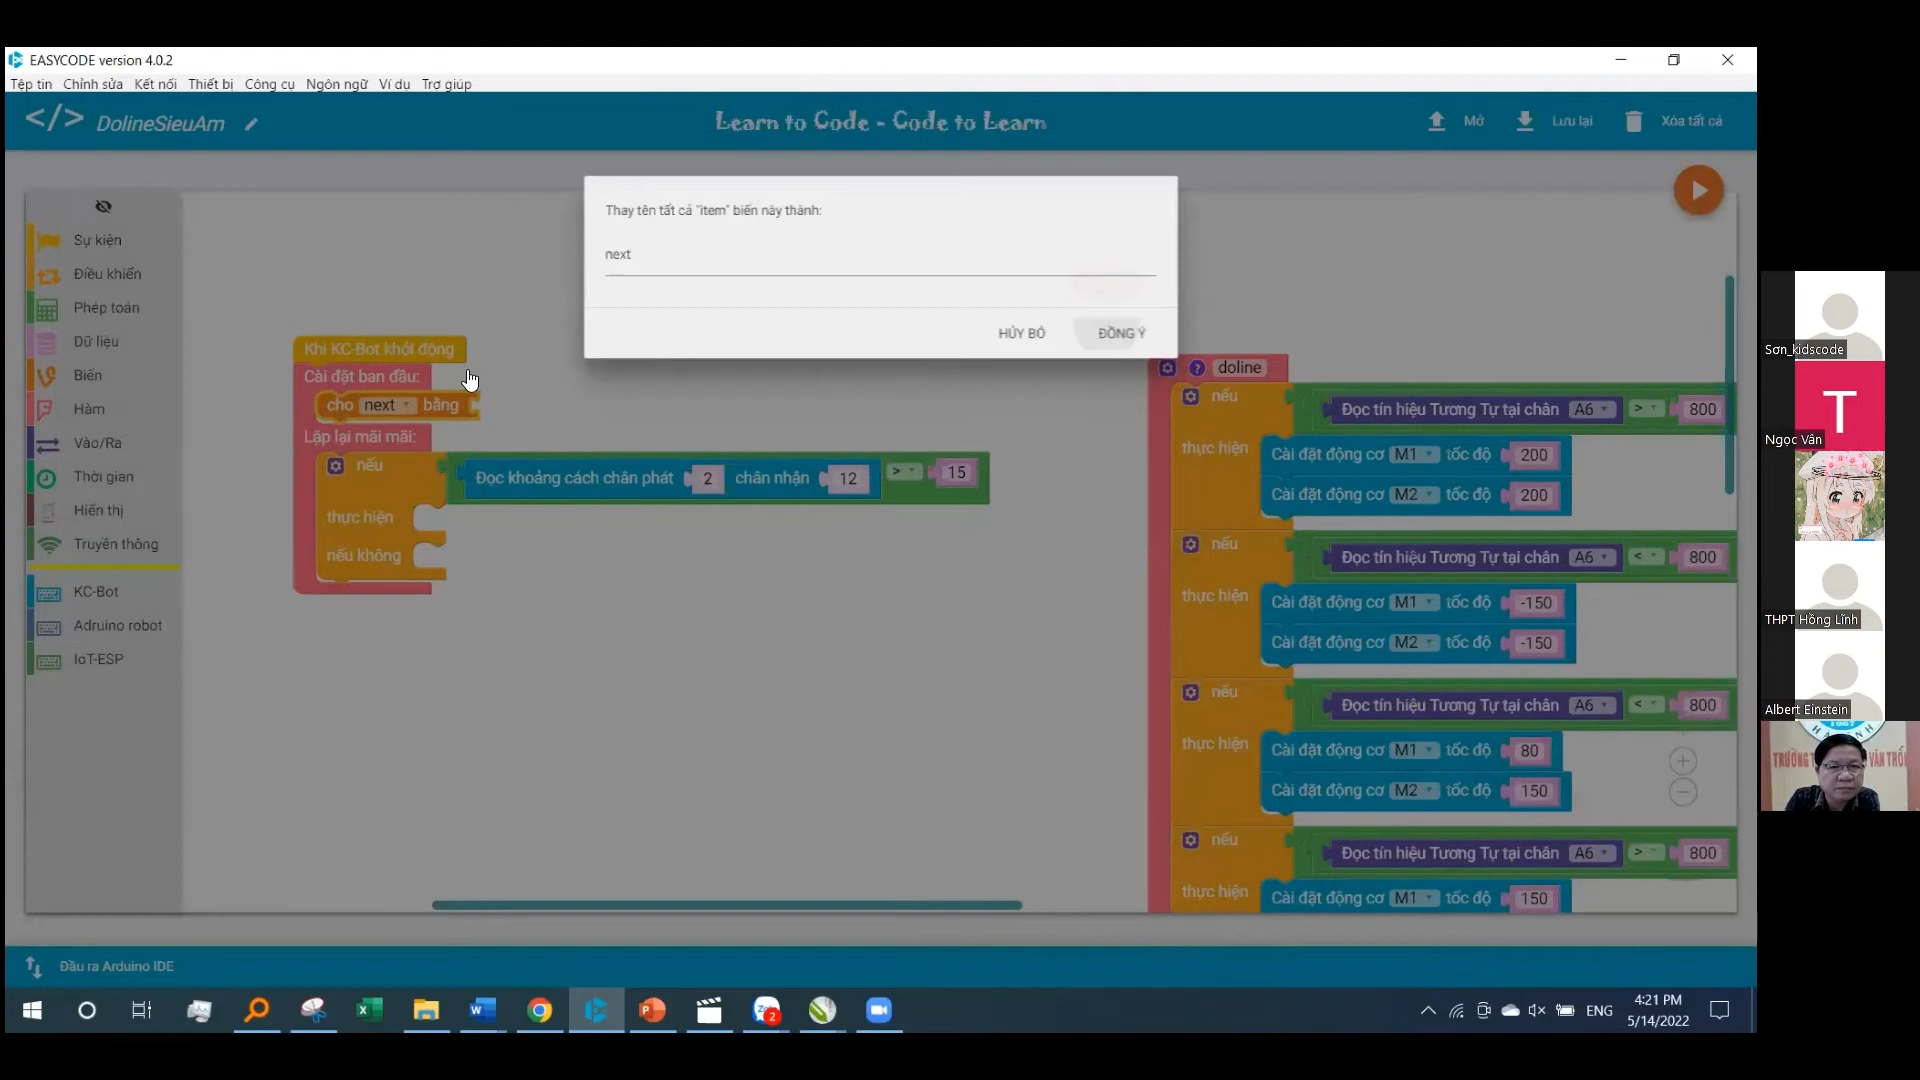 EASYCODE version 4.0.2
Tệp tin Chỉnh sửa Kết nối Thiết bị Công cụ Ngôn ngữ Ví dụ Trợ giúp
</> DolineSieuAm
Learn to Code - Code to Learn
Mở Lưu lại Xóa tất cả
Thay tên tất cả "item" biến này thành:
next
HỦY BỎ ĐỒNG Ý
Sự kiện
Điều khiển
Phép toán
Dữ liệu
Biến
Hàm
Vào/Ra
Thời gian
Hiển thị
Truyền thông
KC-Bot
Adruino robot
IoT-ESP
Khi KC-Bot khởi động
Cài đặt ban đầu:
cho next bằng
Lặp lại mãi mãi:
nếu
Đọc khoảng cách chân phát 2 chân nhận 12 > 15
thực hiện
nếu không
doline
nếu Đọc tín hiệu Tương Tự tại chân A6 > 800
thực hiện Cài đặt động cơ M1 tốc độ 200
Cài đặt động cơ M2 tốc độ 200
nếu Đọc tín hiệu Tương Tự tại chân A6 < 800
thực hiện Cài đặt động cơ M1 tốc độ -150
Cài đặt động cơ M2 tốc độ -150
nếu Đọc tín hiệu Tương Tự tại chân A6 < 800
thực hiện Cài đặt động cơ M1 tốc độ 80
Cài đặt động cơ M2 tốc độ 150
nếu Đọc tín hiệu Tương Tự tại chân A6 > 800
thực hiện Cài đặt động cơ M1 tốc độ 150
Đầu ra Arduino IDE
2
ENG
4:21 PM
5/14/2022
Sơn_kidscode
T
Ngọc Vân
THPT Hồng Lĩnh
Albert Einstein
VĂN TRỖI